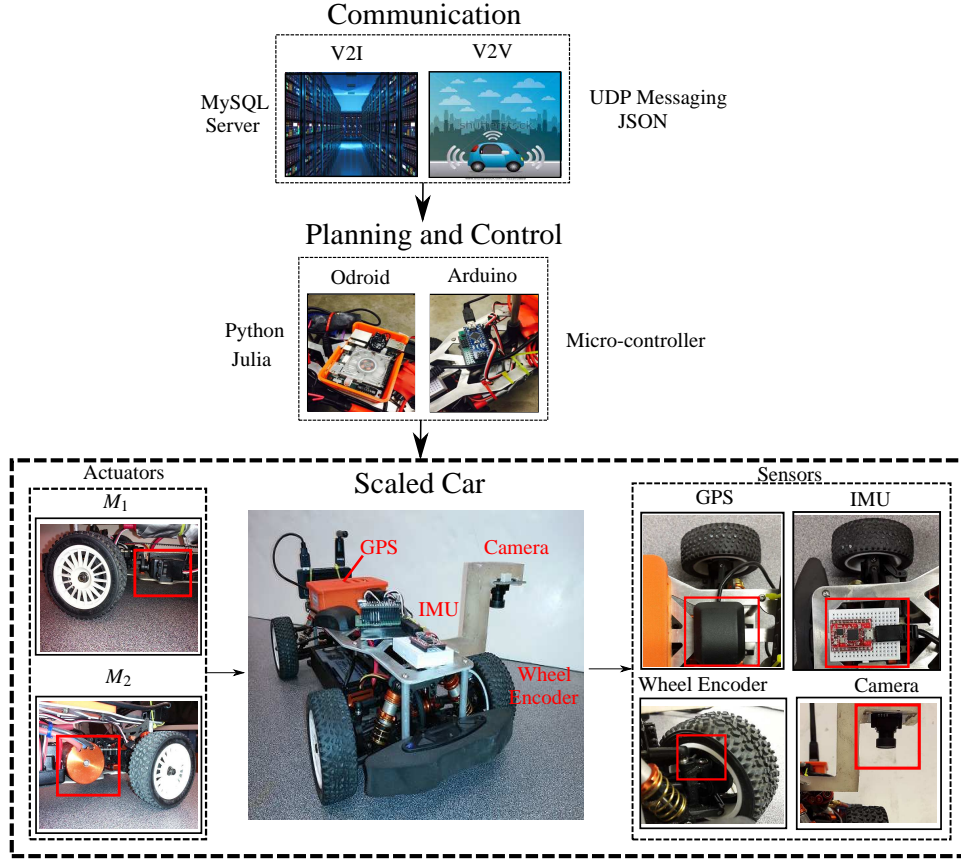 Communication
V2I
V2V
MySQL
Server
UDP Messaging
JSON
Planning and Control
Odroid
Arduino
Python
Julia
Micro-controller
Actuators
Scaled Car
Sensors
M1
GPS
IMU
GPS
Camera
IMU
Wheel
Encoder
M2
Wheel Encoder
Camera